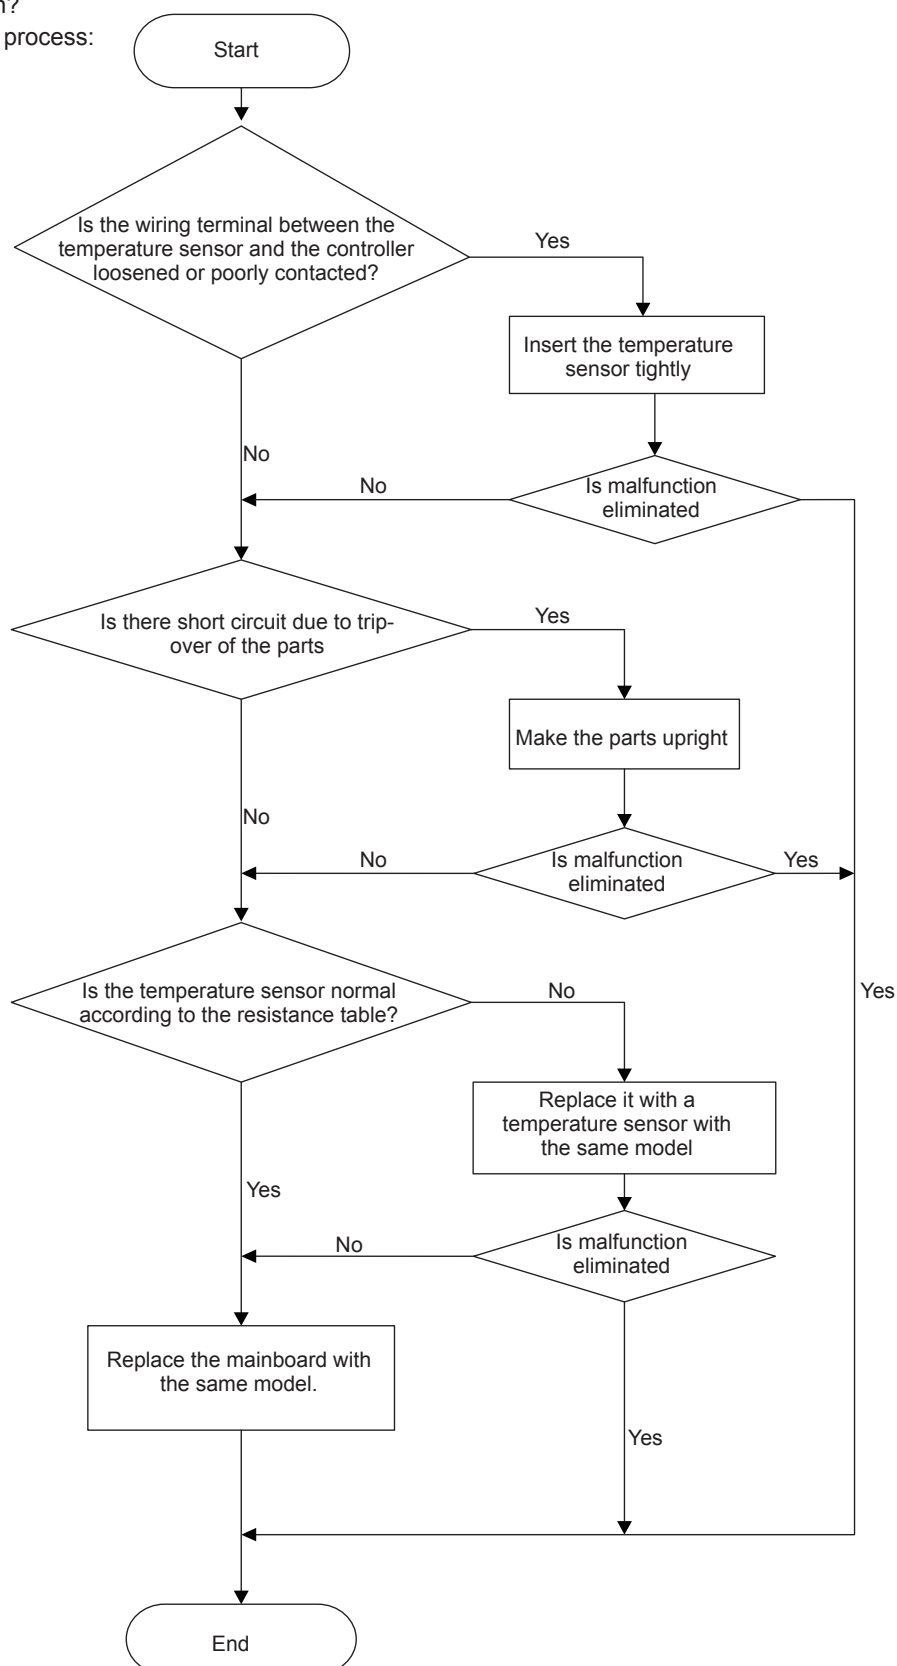 n?
process:
Start
Is the wiring terminal between the
temperature sensor and the controller
loosened or poorly contacted?
Yes
Insert the temperature
sensor tightly
No
No
Is malfunction
eliminated
Is there short circuit due to trip-
over of the parts
Yes
Make the parts upright
No
No
Is malfunction
eliminated
Yes
Is the temperature sensor normal
according to the resistance table?
No
Yes
Replace it with a
temperature sensor with
the same model
Yes
No
Is malfunction
eliminated
Replace the mainboard with
the same model.
Yes
End